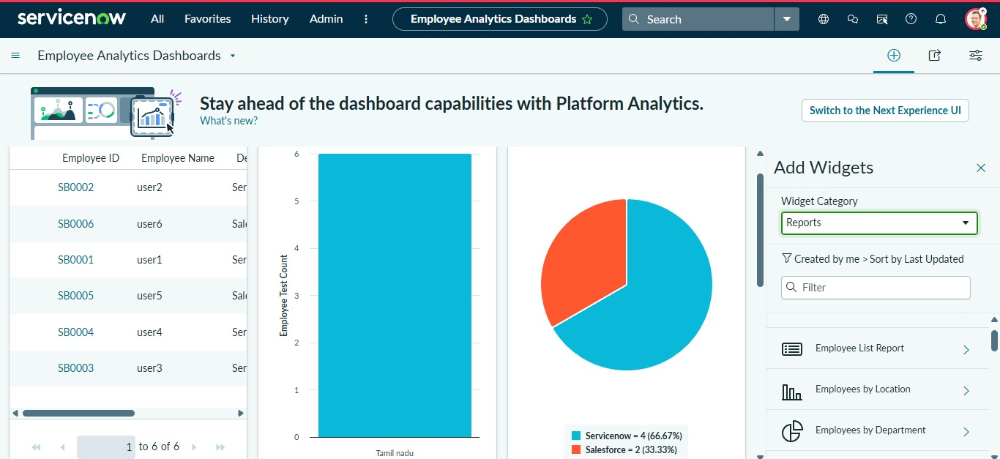 servicenow All Favorites History Admin Employee Analytics Dashboards Search
Employee Analytics Dashboards
Stay ahead of the dashboard capabilities with Platform Analytics.
What's new?
Switch to the Next Experience UI
Employee ID Employee Name De
SB0002 user2 Ser
SB0006 user6 Sale
SB0001 user1 Ser
SB0005 user5 Sale
SB0004 user4 Ser
SB0003 user3 Ser
1 to 6 of 6
Employee Test Count
6
5
4
3
2
1
0
Tamil nadu
Servicenow = 4 (66.67%)
Salesforce = 2 (33.33%)
Add Widgets
Widget Category
Reports
Created by me > Sort by Last Updated
Filter
Employee List Report
Employees by Location
Employees by Department